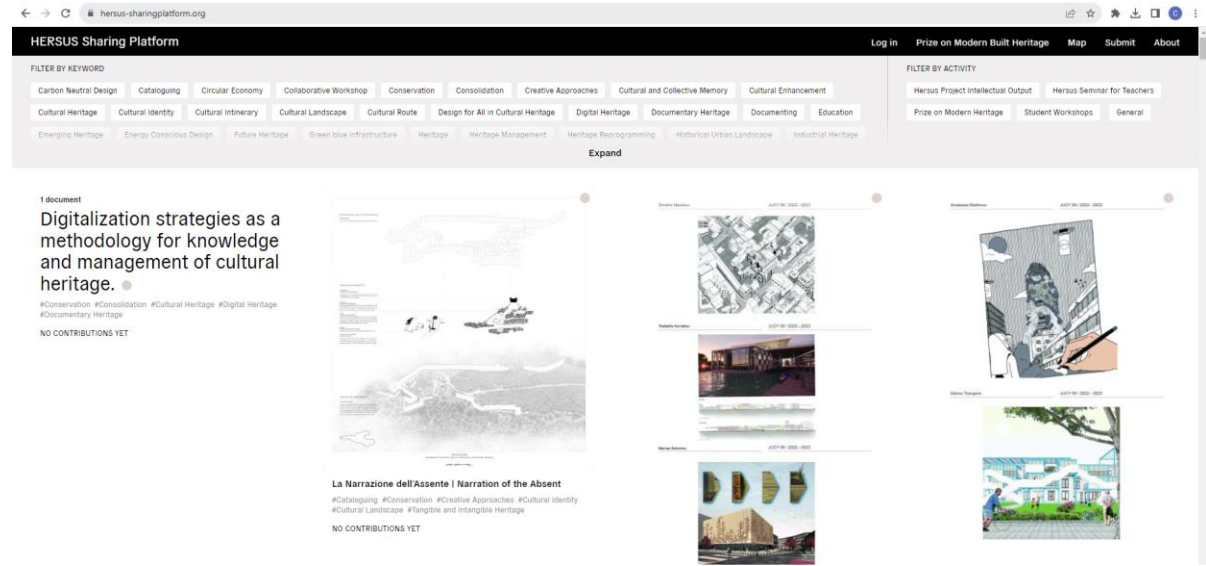 hersus-sharingplatform.org
HERSUS Sharing Platform
Log in Prize on Modern Built Heritage Map Submit About
FILTER BY KEYWORD
Carbon Neutral Design Cataloguing Circular Economy Collaborative Workshop Conservation Consolidation Creative Approaches Cultural and Collective Memory Cultural Enhancement
Cultural Heritage Cultural Identity Cultural Intinerary Cultural Landscape Cultural Route Design for All in Cultural Heritage Digital Heritage Documentary Heritage Documenting Education
Emerging Heritage Energy Conscious Design Future Heritage Green blue infrastructure Heritage Heritage Management Heritage Reprogramming Historical Urban Landscape Industrial Heritage
Expand
FILTER BY ACTIVITY
Hersus Project Intellectual Output Hersus Seminar for Teachers
Prize on Modern Heritage Student Workshops General
1 document
Digitalization strategies as a
methodology for knowledge
and management of cultural
heritage.
#Conservation #Consolidation #Cultural Heritage #Digital Heritage
#Documentary Heritage
NO CONTRIBUTIONS YET
La Narrazione dell'Assente | Narration of the Absent
#Cataloguing #Conservation #Creative Approaches #Cultural Identity
#Cultural Landscape #Tangible and Intangible Heritage
NO CONTRIBUTIONS YET